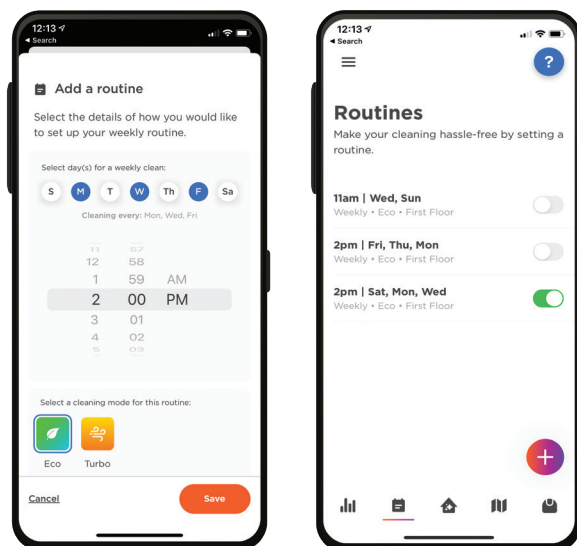 12:13
◀ Search
Add a routine
Select the details of how you would like
to set up your weekly routine.
Select day(s) for a weekly clean:
S M T W Th F Sa
Cleaning every: Mon, Wed, Fri
11 57
12 58
1 59 AM
2 00 PM
3 01
4 02
5 03
Select a cleaning mode for this routine:
Eco Turbo
Cancel Save
12:13
◀ Search
?
Routines
Make your cleaning hassle-free by setting a
routine.
11am | Wed, Sun
Weekly • Eco • First Floor
2pm | Fri, Thu, Mon
Weekly • Eco • First Floor
2pm | Sat, Mon, Wed
Weekly • Eco • First Floor
+